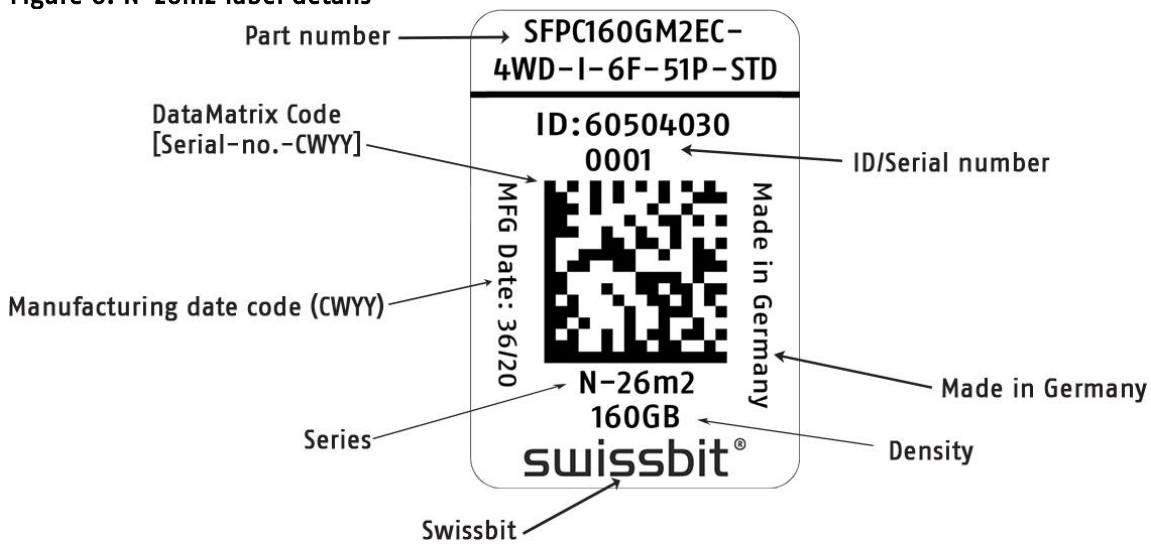 Figure 6: N-26m2 label details
Part number
SFPC160GM2EC-
4WD-I-6F-51P-STD
DataMatrix Code
[Serial-no.-CWYY]
ID:60504030
0001
ID/Serial number
MFG Date: 36/20
Made in Germany
Manufacturing date code (CWYY)
N-26m2
160GB
Made in Germany
Series
Density
swissbit®
Swissbit